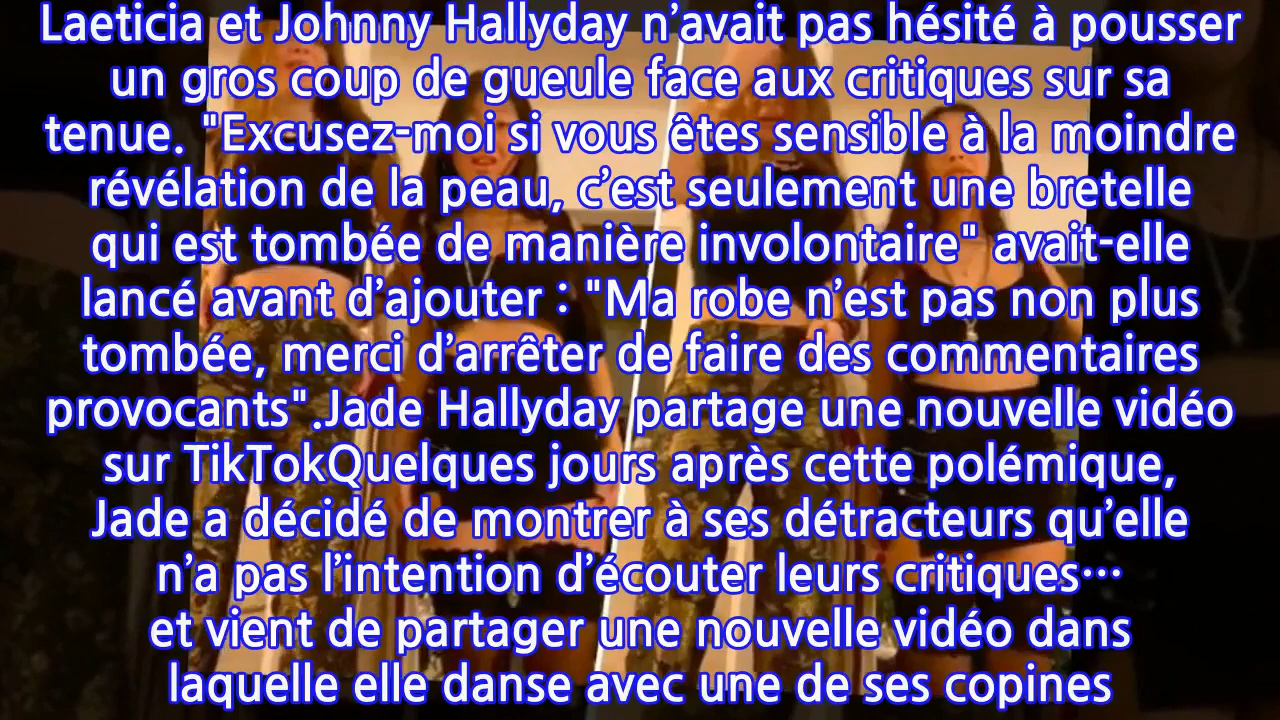 Laeticia et Johnny Hallyday n’avait pas hésité à pousser
un gros coup de gueule face aux critiques sur sa
tenue. "Excusez-moi si vous êtes sensible à la moindre
révélation de la peau, c’est seulement une bretelle
qui est tombée de manière involontaire" avait-elle
lancé avant d’ajouter : "Ma robe n’est pas non plus
tombée, merci d’arrêter de faire des commentaires
provocants".Jade Hallyday partage une nouvelle vidéo
sur TikTokQuelques jours après cette polémique,
Jade a décidé de montrer à ses détracteurs qu’elle
n’a pas l’intention d’écouter leurs critiques…
et vient de partager une nouvelle vidéo dans
laquelle elle danse avec une de ses copines